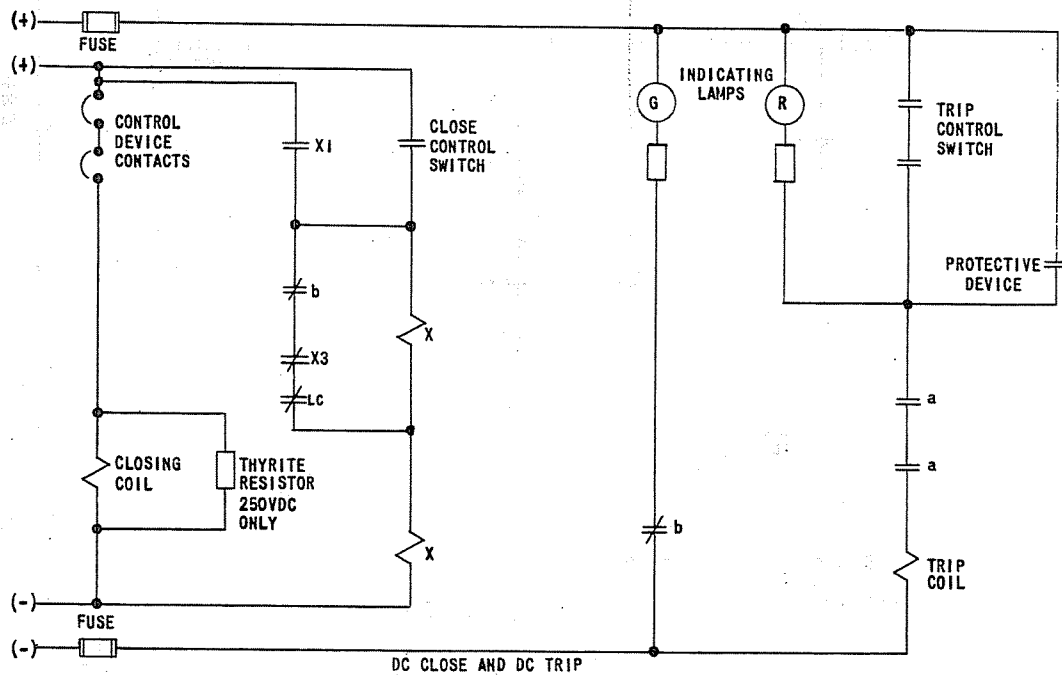 (+)
FUSE
(+)
CONTROL
DEVICE
CONTACTS
X1
CLOSE
CONTROL
SWITCH
INDICATING
LAMPS
G
R
TRIP
CONTROL
SWITCH
PROTECTIVE
DEVICE
b
X3
LC
X
a
a
CLOSING
COIL
THYRITE
RESISTOR
250VDC
ONLY
X
b
TRIP
COIL
(-)
FUSE
(-)
DC CLOSE AND DC TRIP